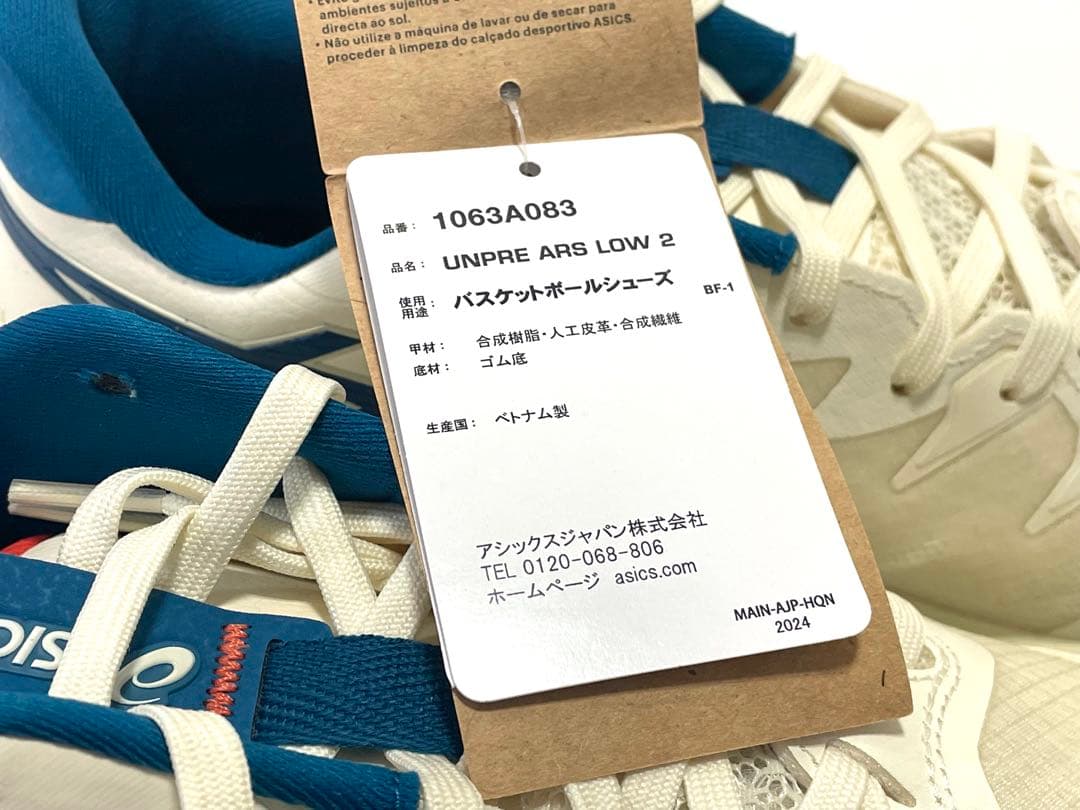 ambientes sujeitos a
directa ao sol.
• Não utilize a máquina de lavar ou de secar para
proceder à limpeza do calçado desportivo ASICS.
品番： 1063A083
品名： UNPRE ARS LOW 2
使用用途： バスケットボールシューズ BF-1
甲材： 合成樹脂・人工皮革・合成繊維
底材： ゴム底
生産国： ベトナム製
アシックスジャパン株式会社
TEL 0120-068-806
ホームページ asics.com
MAIN-AJP-HQN
2024